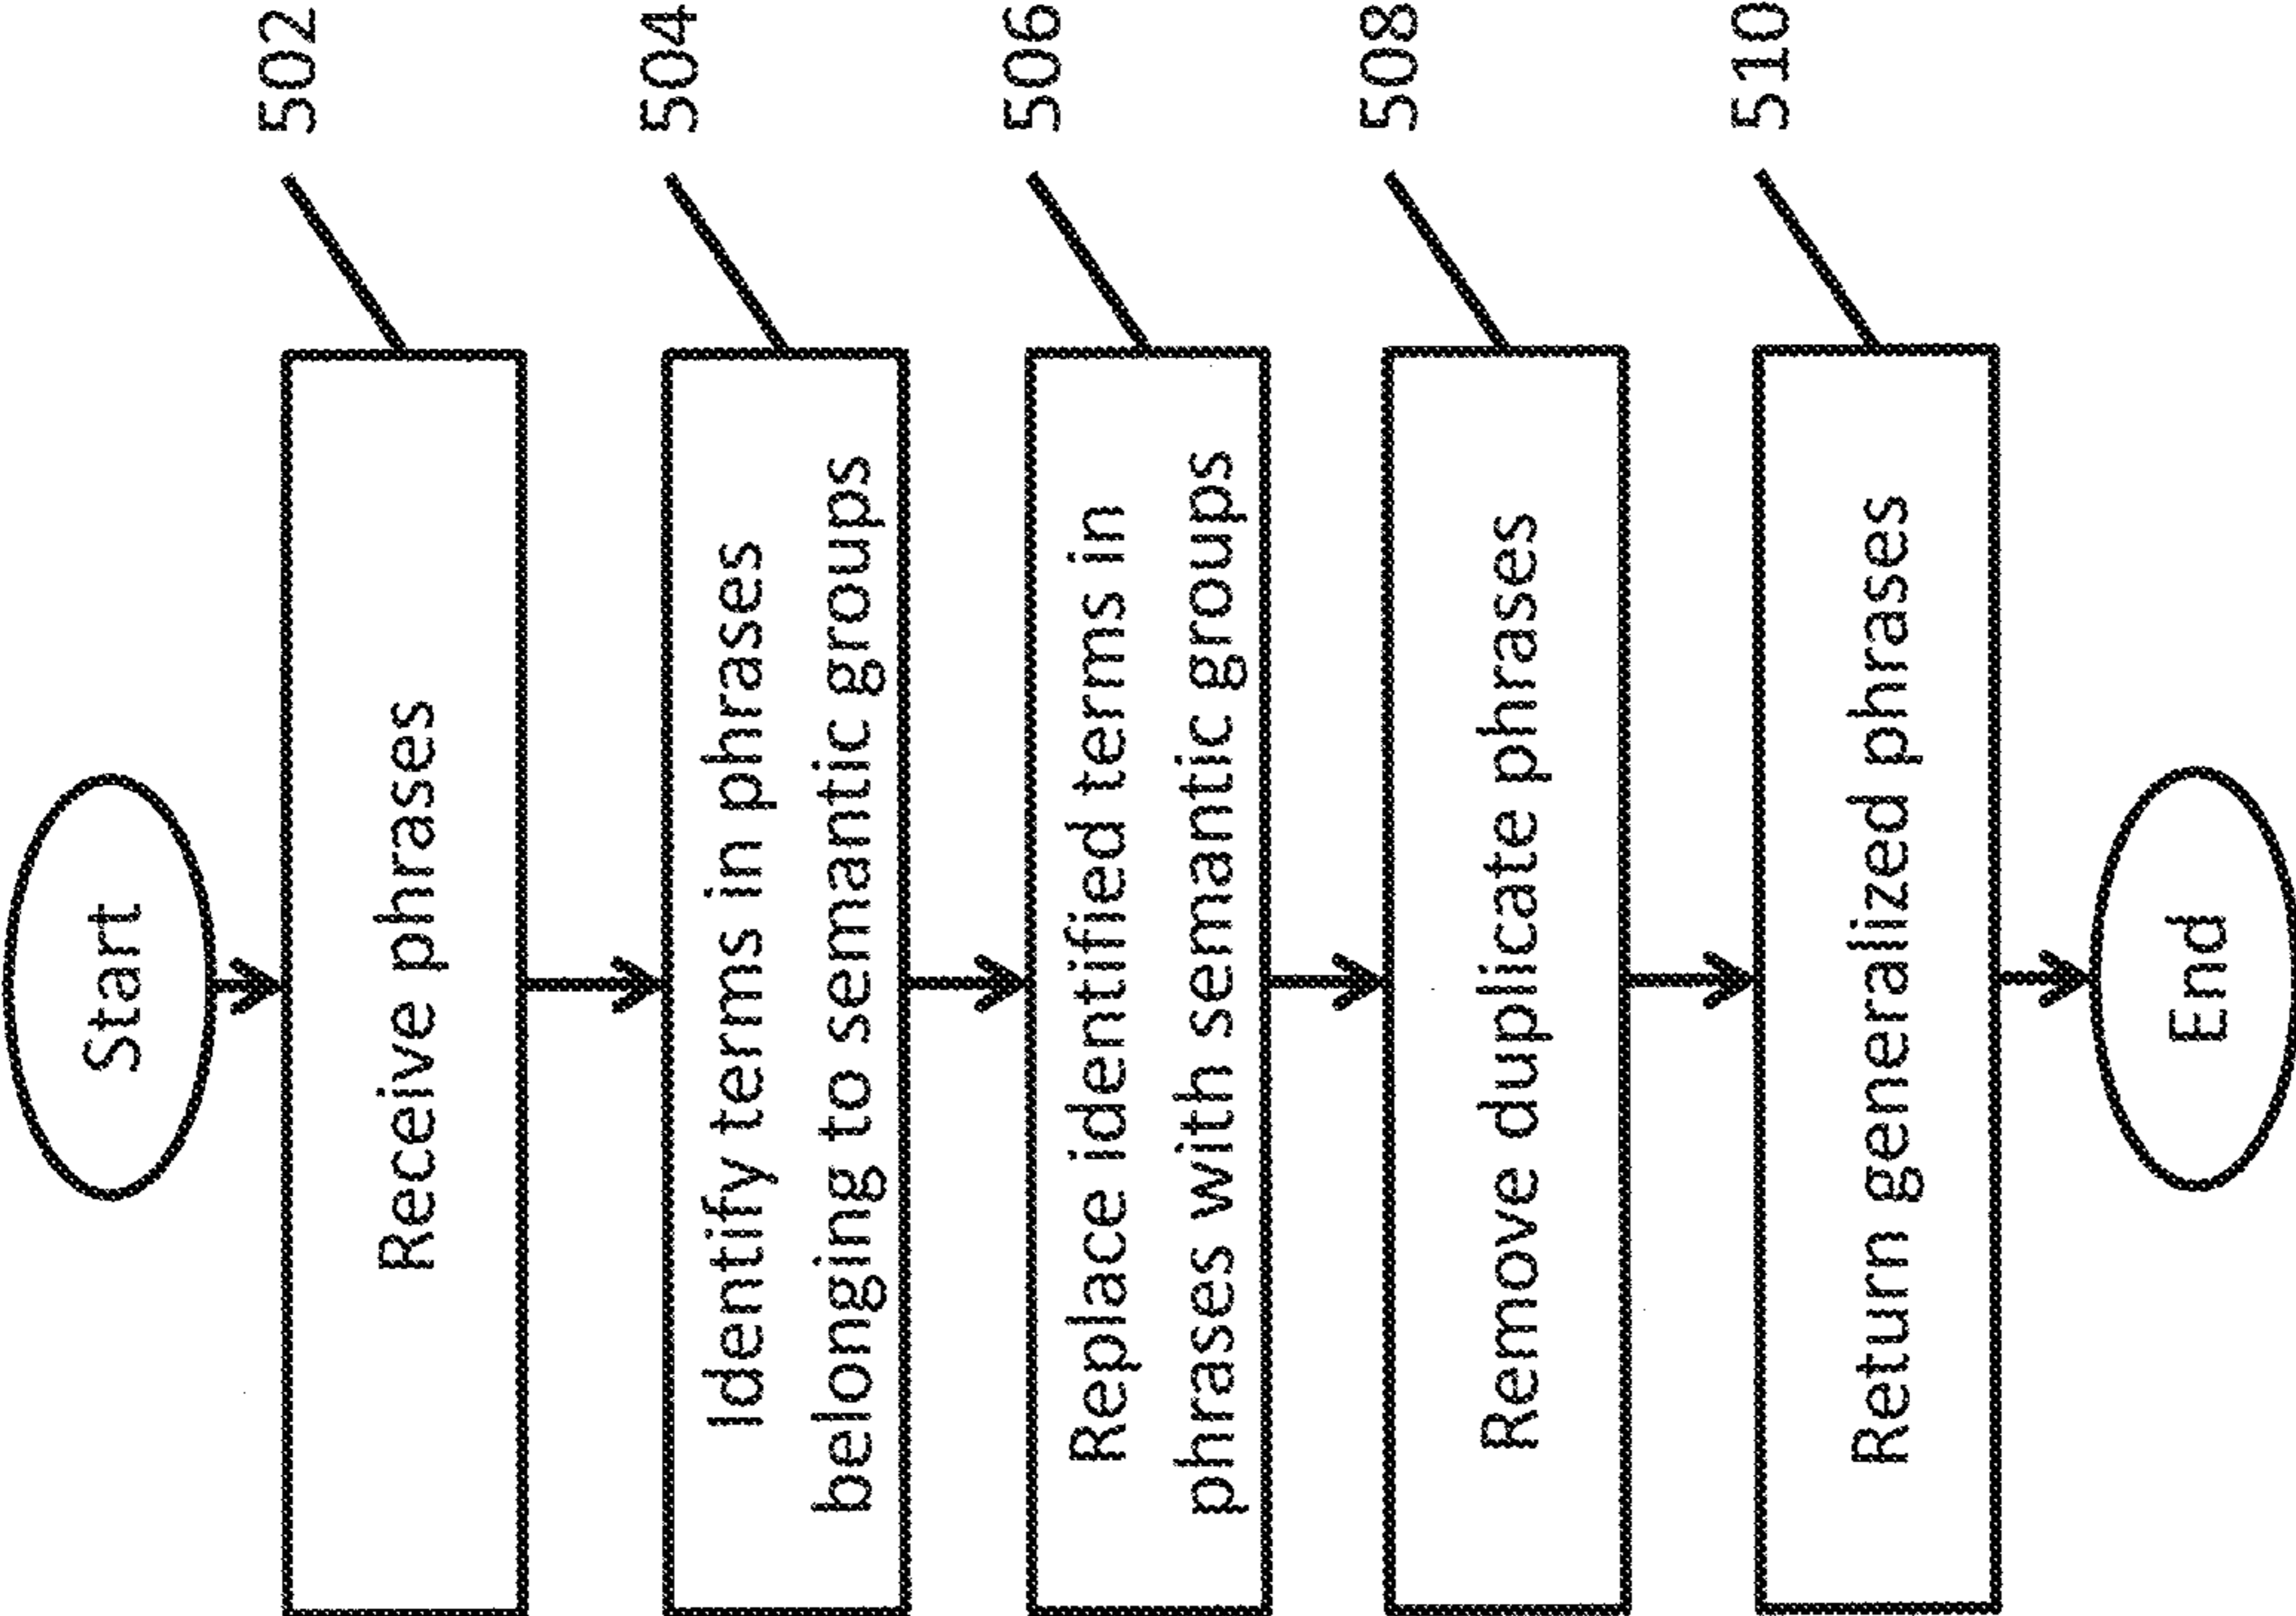 Start
502
Receive phrases
504
Identify terms in phrases
belonging to semantic groups
506
Replace identified terms in
phrases with semantic groups
508
Remove duplicate phrases
510
Return generalized phrases
End